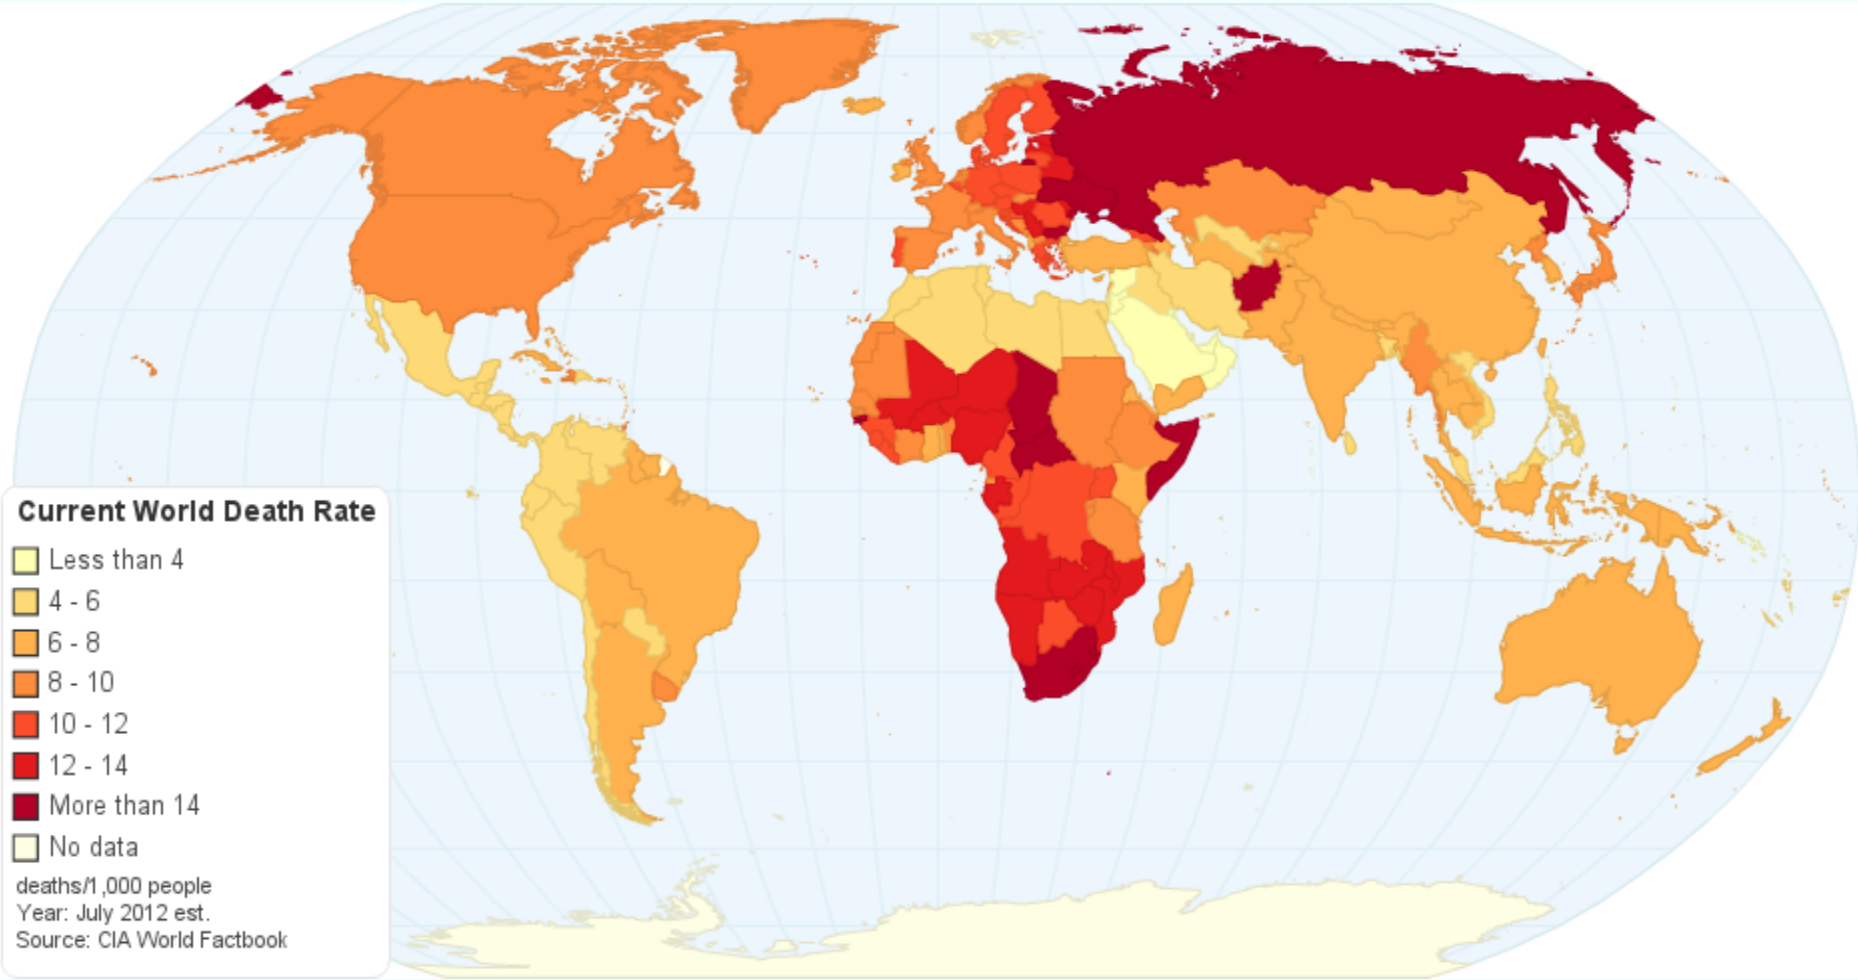 Current World Death Rate
Less than 4
4 - 6
6 - 8
8 - 10
10 - 12
12 - 14
More than 14
No data
deaths/1,000 people
Year: July 2012 est.
Source: CIA World Factbook